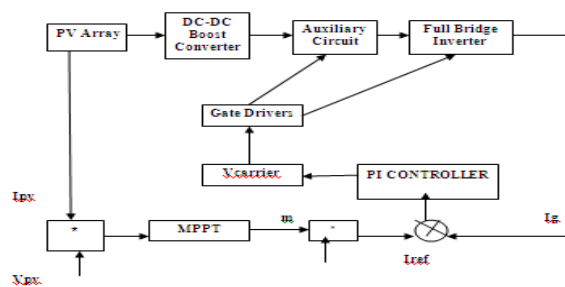 PV Array
DC-DC
Boost
Converter
Auxiliary
Circuit
Full Bridge
Inverter
Gate Drivers
Vcarrier
PI CONTROLLER
Ipv
*
MPPT
m
*
Ig
Iref
Vpv